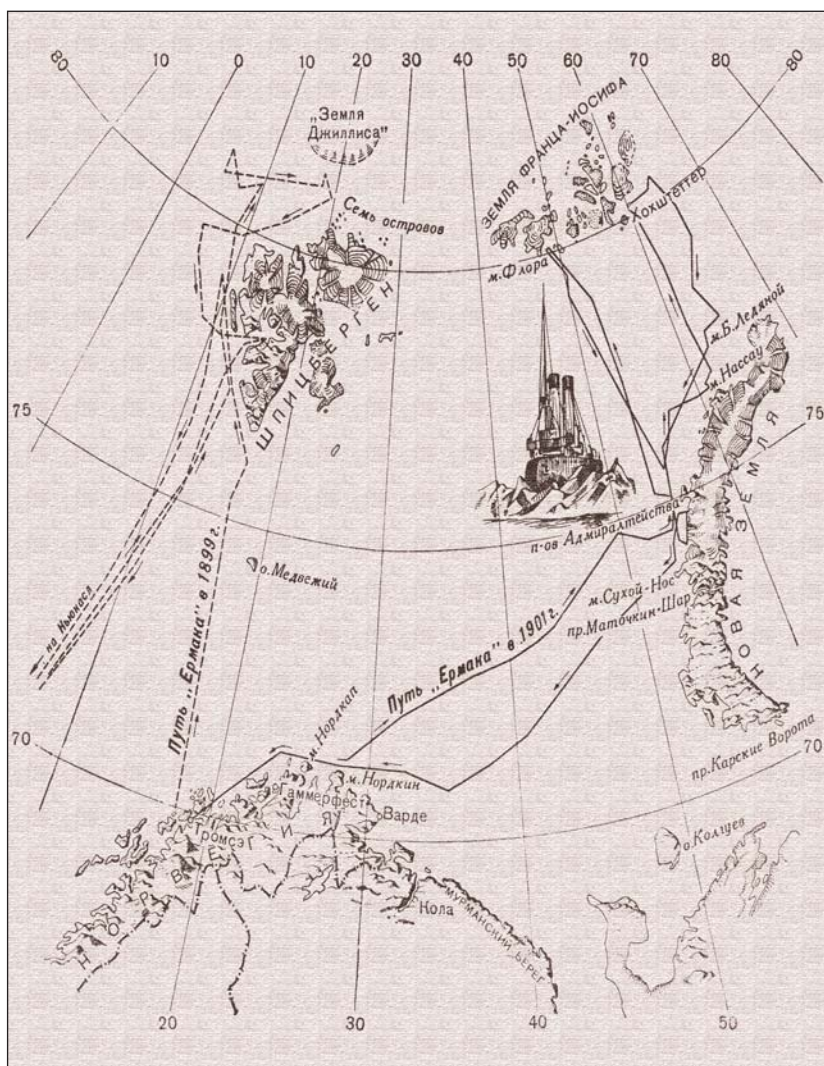 80
10
0
10
20
30
40
50
60
70
80
80
„Земля
Джиллиса"
ЗЕМЛЯ ФРАНЦА-ИОСИФА
Семь островов
Хохштеттер
м.Флора
м.Б.Ледяной
м.Нассау
ШПИЦБЕРГЕН
75
75
НОВАЯ ЗЕМЛЯ
п-ов Адмиралтейства
о.Медвежий
на Ньюкасл
м.Сухой-Нос
пр.Маточкин-Шар
Путь „Ермака" в 1899г.
Путь „Ермака" в 1901г.
м.Нордкап
70
70
пр.Карские Ворота
м.Нордкин
Гаммерфест
Варде
Тромсэ
НОРВЕГИЯ
о.Колгуев
Кола
МУРМАНСКИЙ БЕРЕГ
20
30
40
50